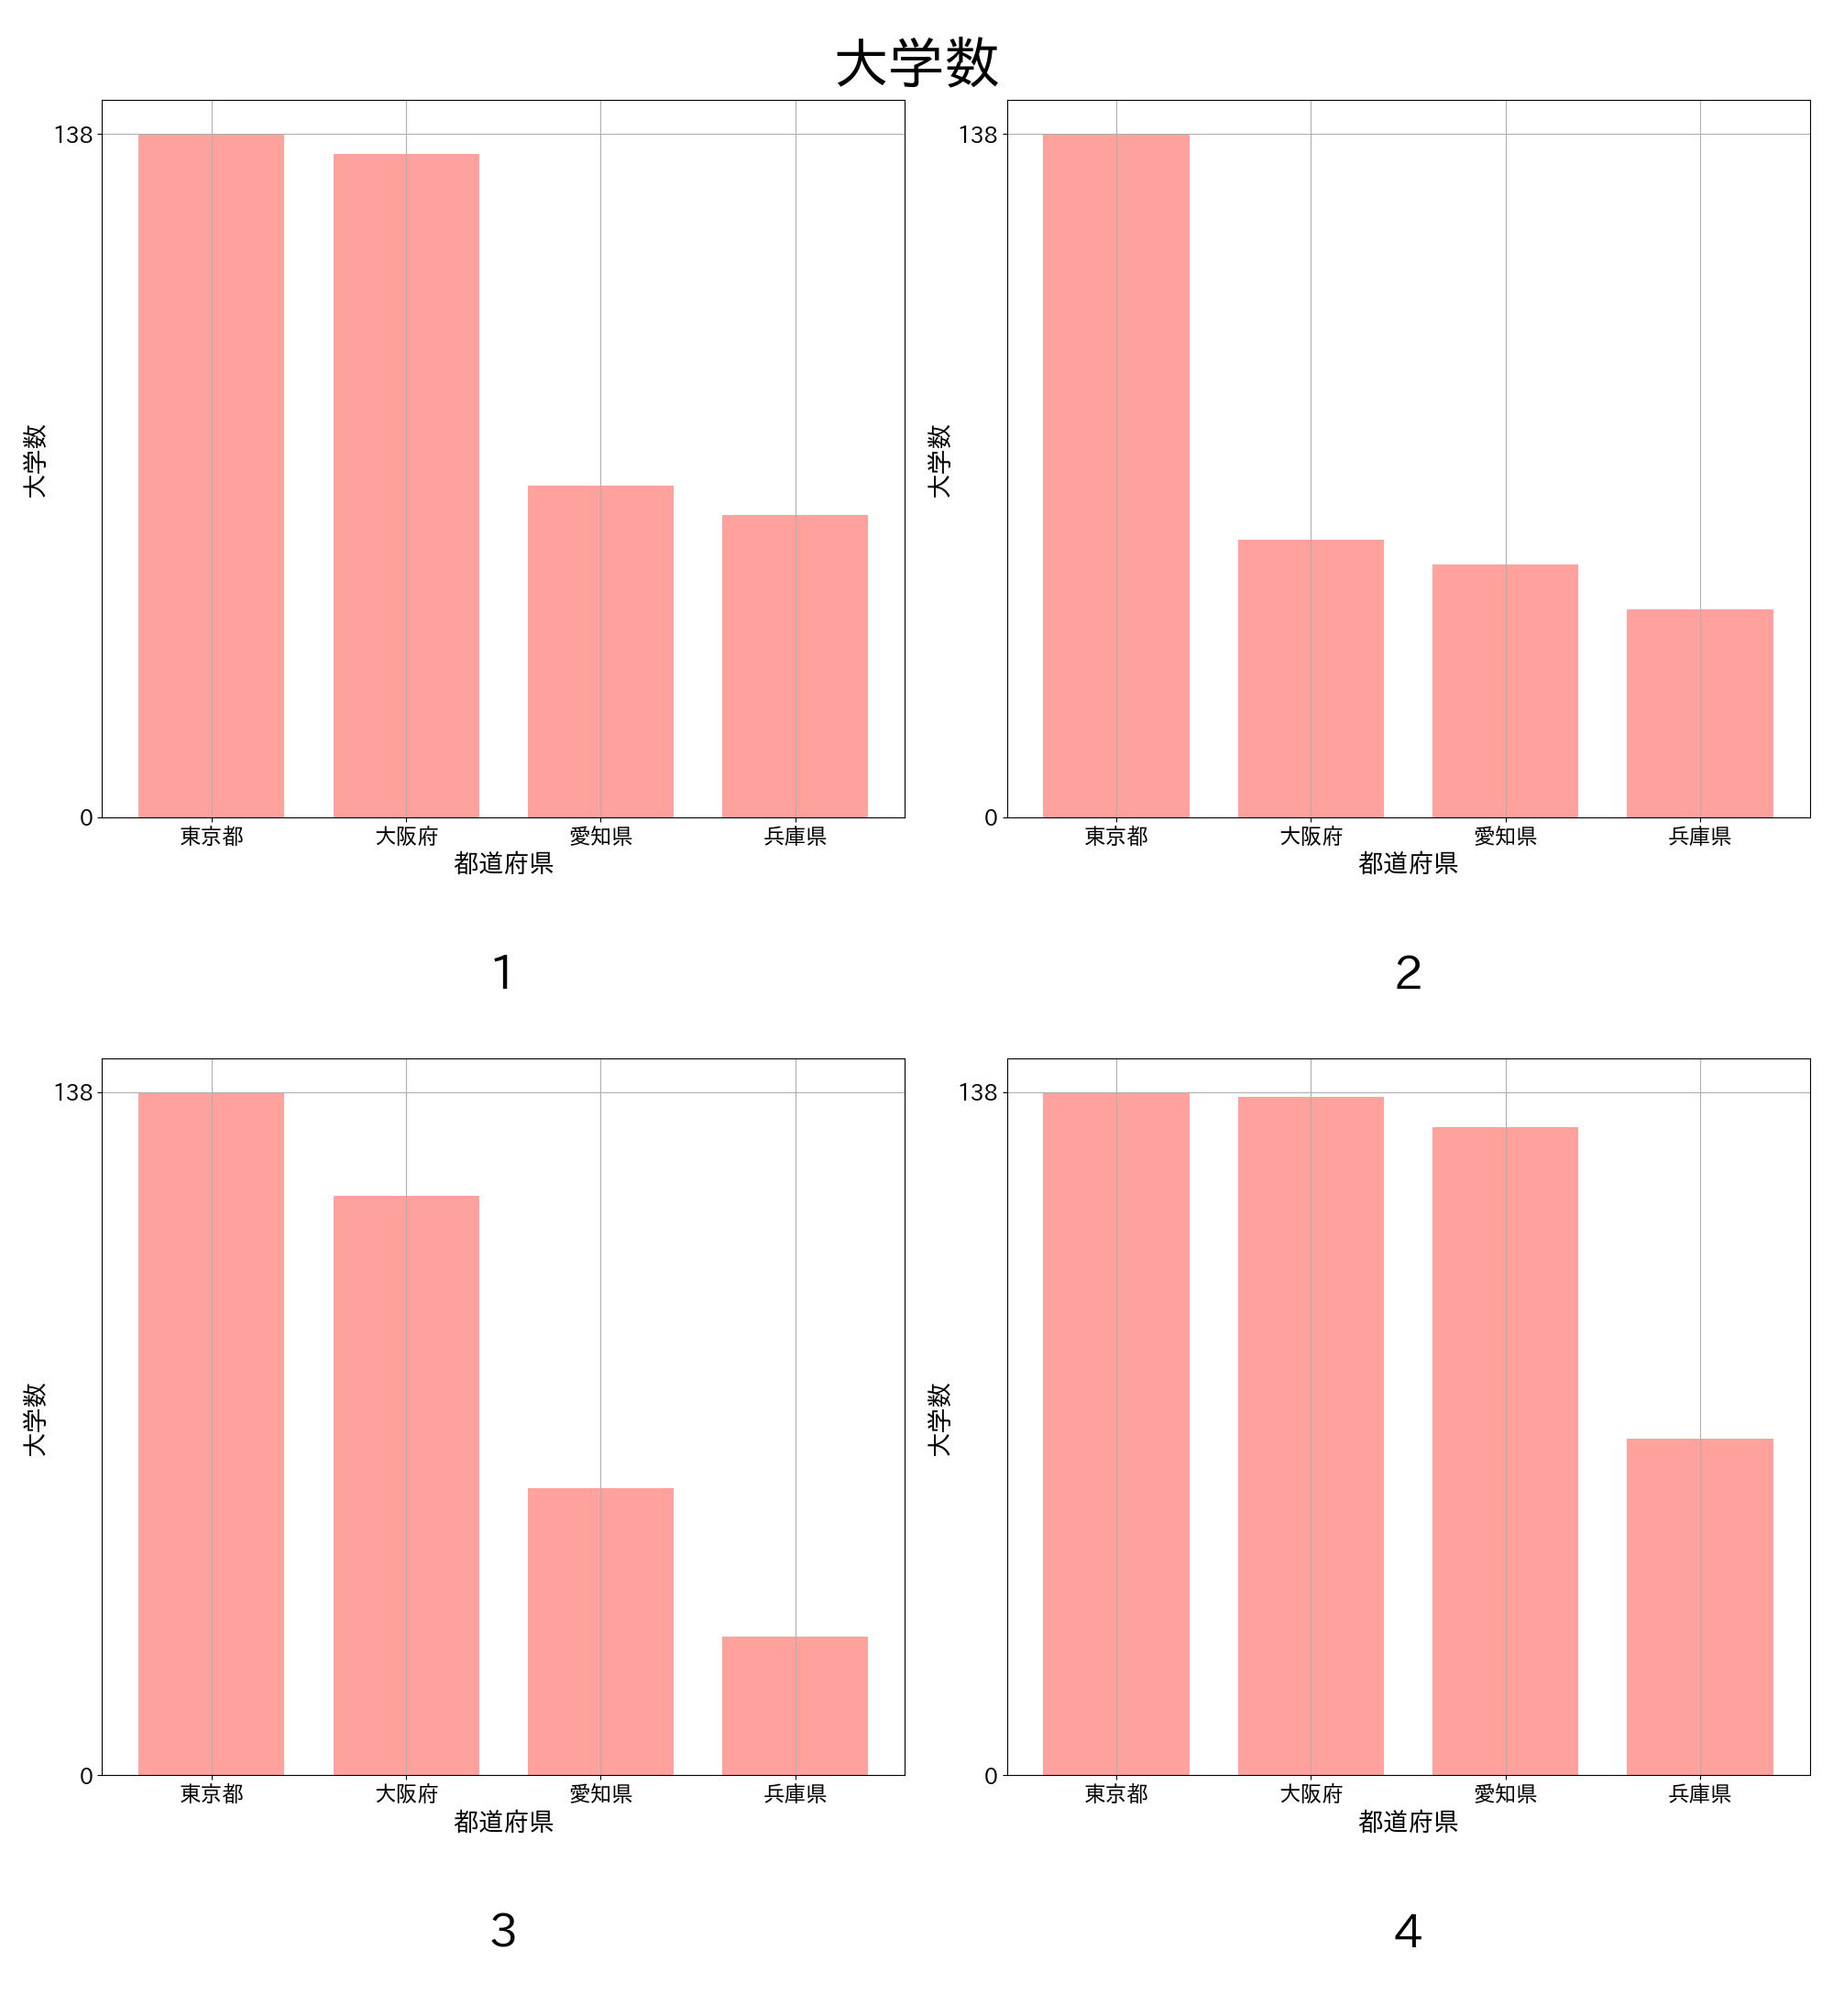 大学数
138
大学数
0
東京都 大阪府 愛知県 兵庫県
都道府県
1
138
大学数
0
東京都 大阪府 愛知県 兵庫県
都道府県
2
138
大学数
0
東京都 大阪府 愛知県 兵庫県
都道府県
3
138
大学数
0
東京都 大阪府 愛知県 兵庫県
都道府県
4